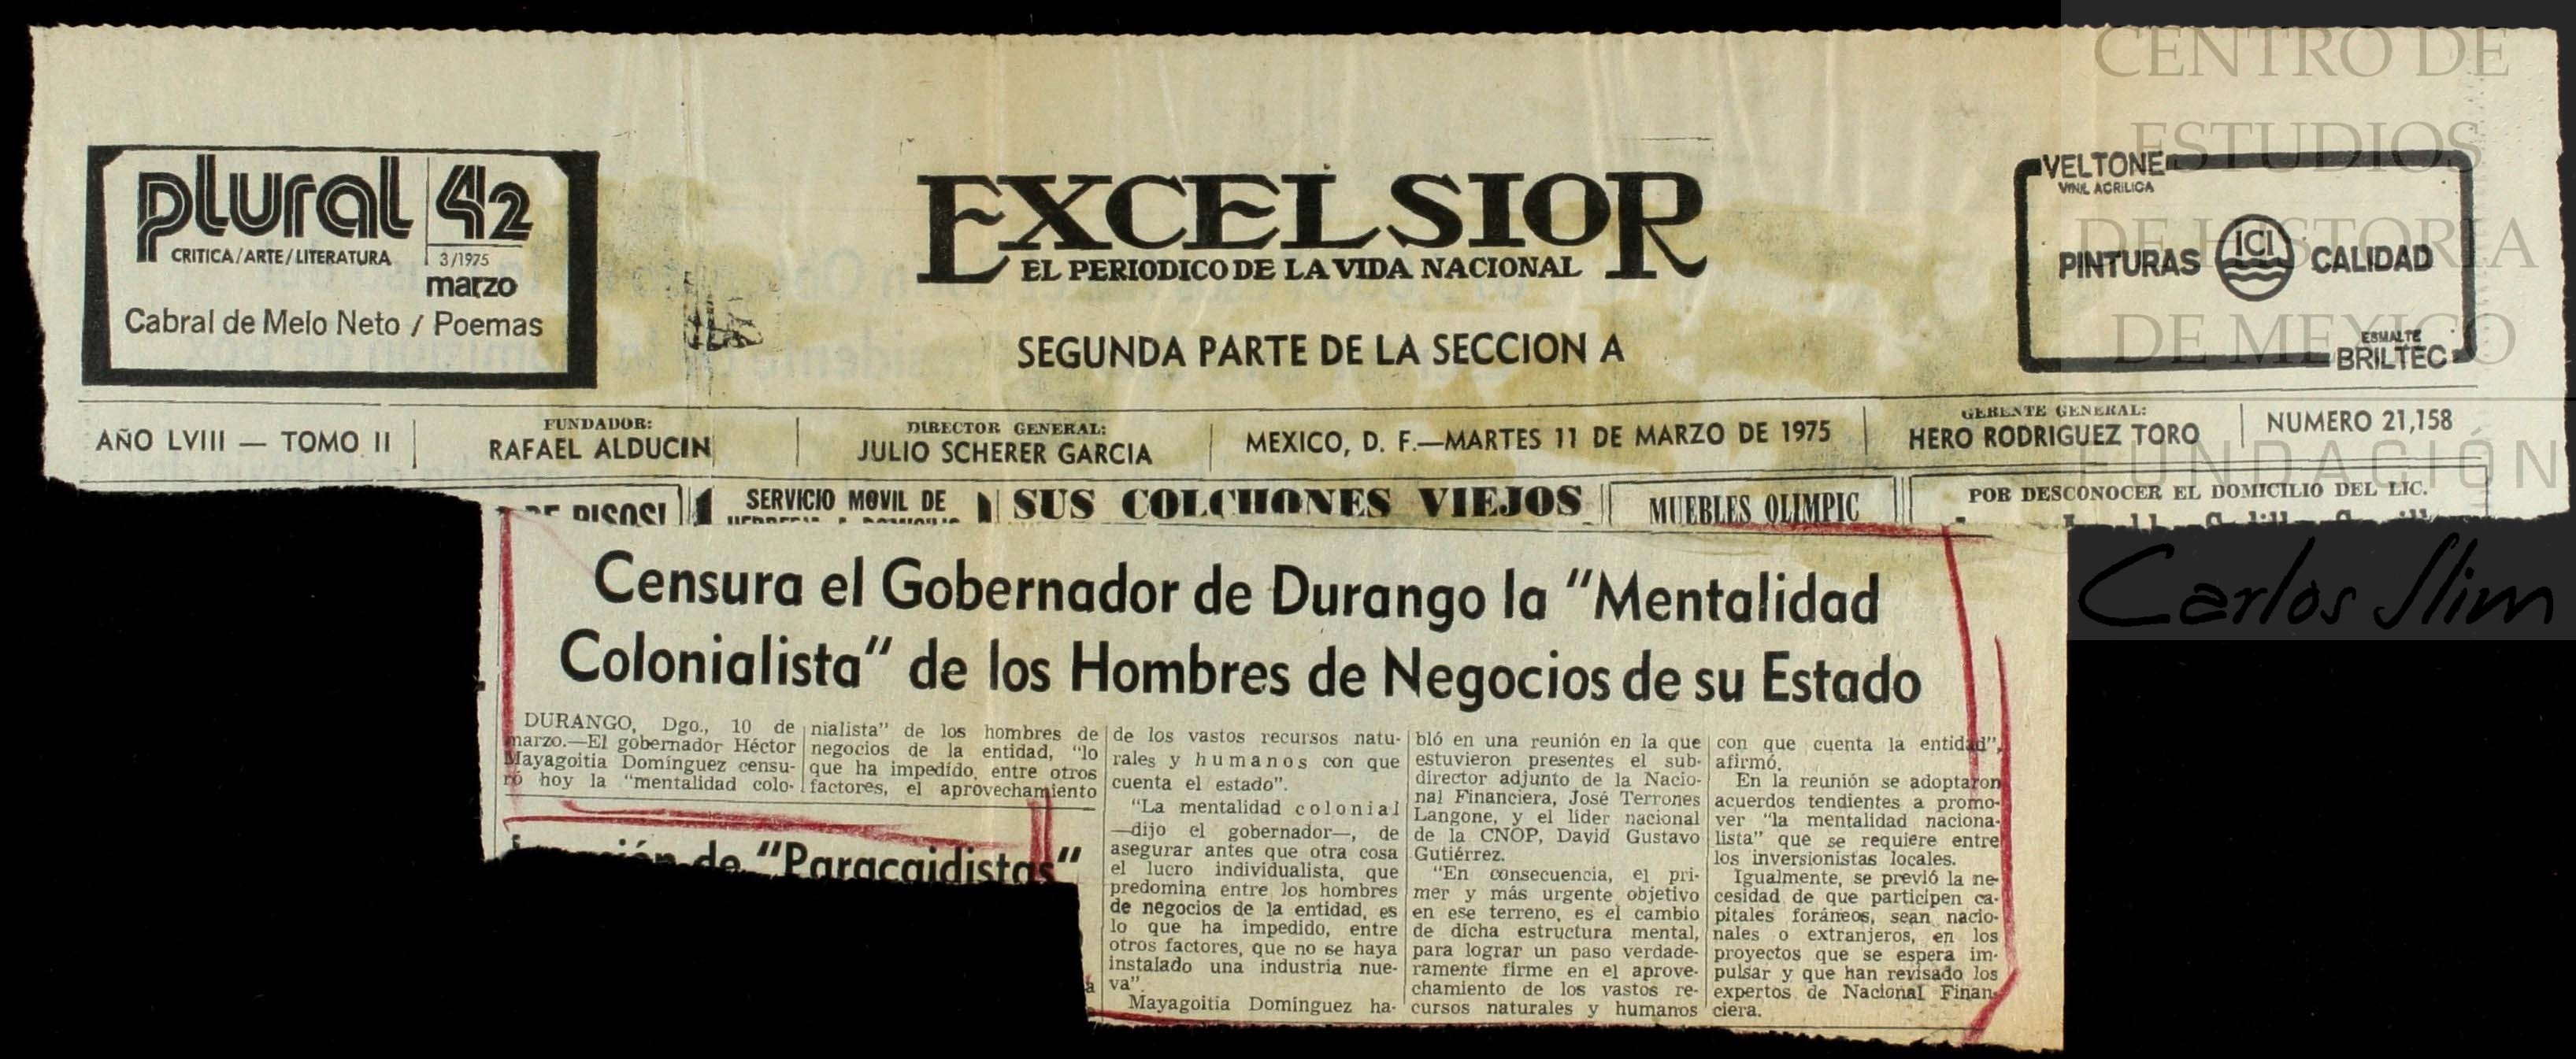 plural 42
CRITICA/ARTE/LITERATURA
3/1975
marzo
Cabral de Melo Neto / Poemas
EXCELSIOR
EL PERIODICO DE LA VIDA NACIONAL
SEGUNDA PARTE DE LA SECCION A
VELTONE
VINIL ACRILICA
PINTURAS ICI CALIDAD
ESMALTE
BRILTEC
CENTRO DE
ESTUDIOS
DE HISTORIA
DE MEXICO
FUNDACIÓN
Carlos Slim
AÑO LVIII — TOMO II
FUNDADOR:
RAFAEL ALDUCIN
DIRECTOR GENERAL:
JULIO SCHERER GARCIA
MEXICO, D. F.—MARTES 11 DE MARZO DE 1975
GERENTE GENERAL:
HERO RODRIGUEZ TORO
NUMERO 21,158
DE PISOS!
SERVICIO MOVIL DE
SUS COLCHONES VIEJOS
MUEBLES OLIMPIC
POR DESCONOCER EL DOMICILIO DEL LIC.
Censura el Gobernador de Durango la "Mentalidad
Colonialista" de los Hombres de Negocios de su Estado
DURANGO, Dgo., 10 de
marzo.—El gobernador Héctor
Mayagoitia Domínguez censu-
ró hoy la "mentalidad colo-
nialista" de los hombres de
negocios de la entidad, "lo
que ha impedido, entre otros
factores, el aprovechamiento
de los vastos recursos natu-
rales y humanos con que
cuenta el estado".
"La mentalidad colonial
—dijo el gobernador—, de
asegurar antes que otra cosa
el lucro individualista, que
predomina entre los hombres
de negocios de la entidad, es
lo que ha impedido, entre
otros factores, que no se haya
instalado una industria nue-
va".
Mayagoitia Domínguez ha-
bló en una reunión en la que
estuvieron presentes el sub-
director adjunto de la Nacio-
nal Financiera, José Terrones
Langone, y el líder nacional
de la CNOP, David Gustavo
Gutiérrez.
"En consecuencia, el pri-
mer y más urgente objetivo
en ese terreno, es el cambio
de dicha estructura mental,
para lograr un paso verdade-
ramente firme en el aprove-
chamiento de los vastos re-
cursos naturales y humanos
con que cuenta la entidad",
afirmó.
En la reunión se adoptaron
acuerdos tendientes a promo-
ver "la mentalidad naciona-
lista" que se requiere entre
los inversionistas locales.
Igualmente, se previó la ne-
cesidad de que participen ca-
pitales foráneos, sean nacio-
nales o extranjeros, en los
proyectos que se espera im-
pulsar y que han revisado los
expertos de Nacional Finan-
ciera.
de "Paracaidistas"